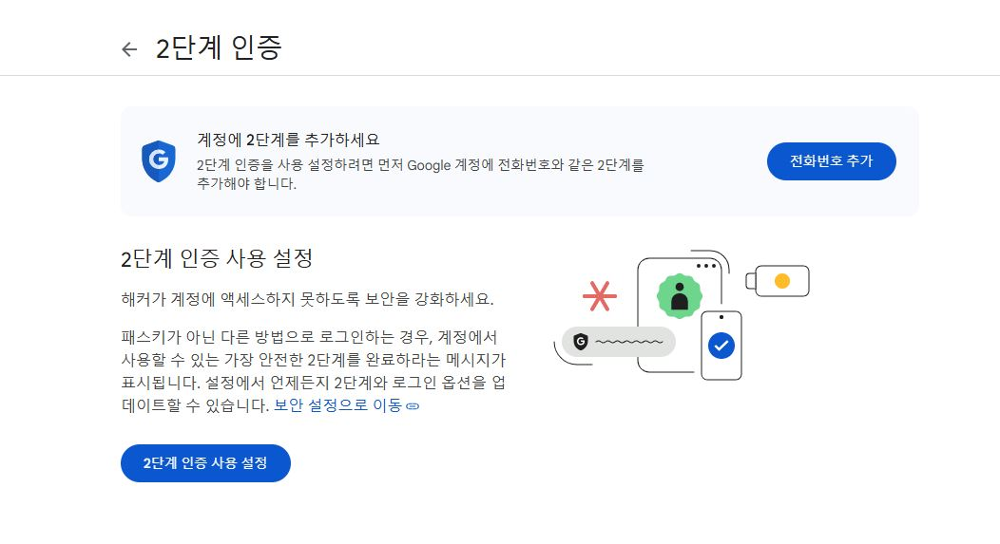 2단계 인증
계정에 2단계를 추가하세요
2단계 인증을 사용 설정하려면 먼저 Google 계정에 전화번호와 같은 2단계를
추가해야 합니다.
전화번호 추가
2단계 인증 사용 설정
해커가 계정에 액세스하지 못하도록 보안을 강화하세요.
패스키가 아닌 다른 방법으로 로그인하는 경우, 계정에서
사용할 수 있는 가장 안전한 2단계를 완료하라는 메시지가
표시됩니다. 설정에서 언제든지 2단계와 로그인 옵션을 업
데이트할 수 있습니다. 보안 설정으로 이동
2단계 인증 사용 설정